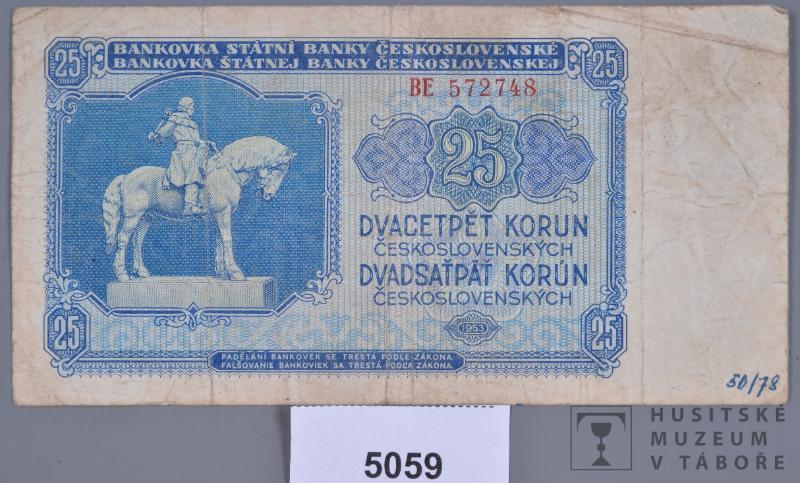 BANKOVKA STÁTNÍ BANKY ČESKOSLOVENSKÉ
BANKOVKA ŠTÁTNEJ BANKY ČESKOSLOVENSKEJ
25
25
BE 572748
25
DVACETPĚT KORUN
ČESKOSLOVENSKÝCH
DVADSAŤPÄŤ KORÚN
ČESKOSLOVENSKÝCH
1953
25
25
PADĚLÁNÍ BANKOVEK SE TRESTÁ PODLE ZÁKONA.
FALŠOVANIE BANKOVIEK SA TRESTÁ PODĽA ZÁKONA.
50/78
5059
HUSITSKÉ
MUZEUM
V TÁBOŘE